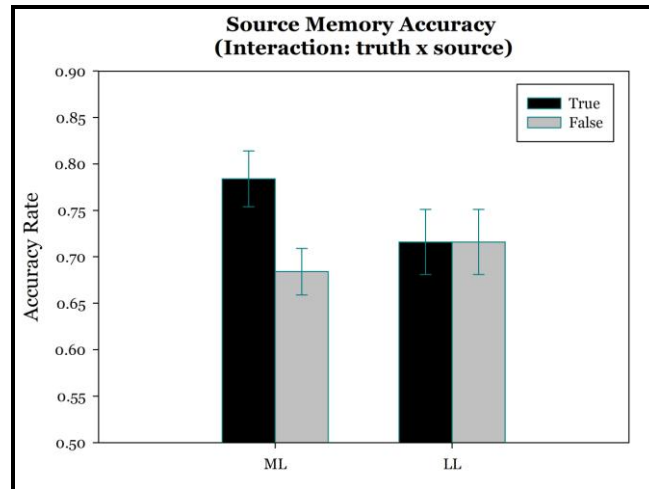 Source Memory Accuracy
(Interaction: truth x source)
0.90
0.85
0.80
0.75
0.70
0.65
0.60
0.55
0.50
Accuracy Rate
True
False
ML
LL